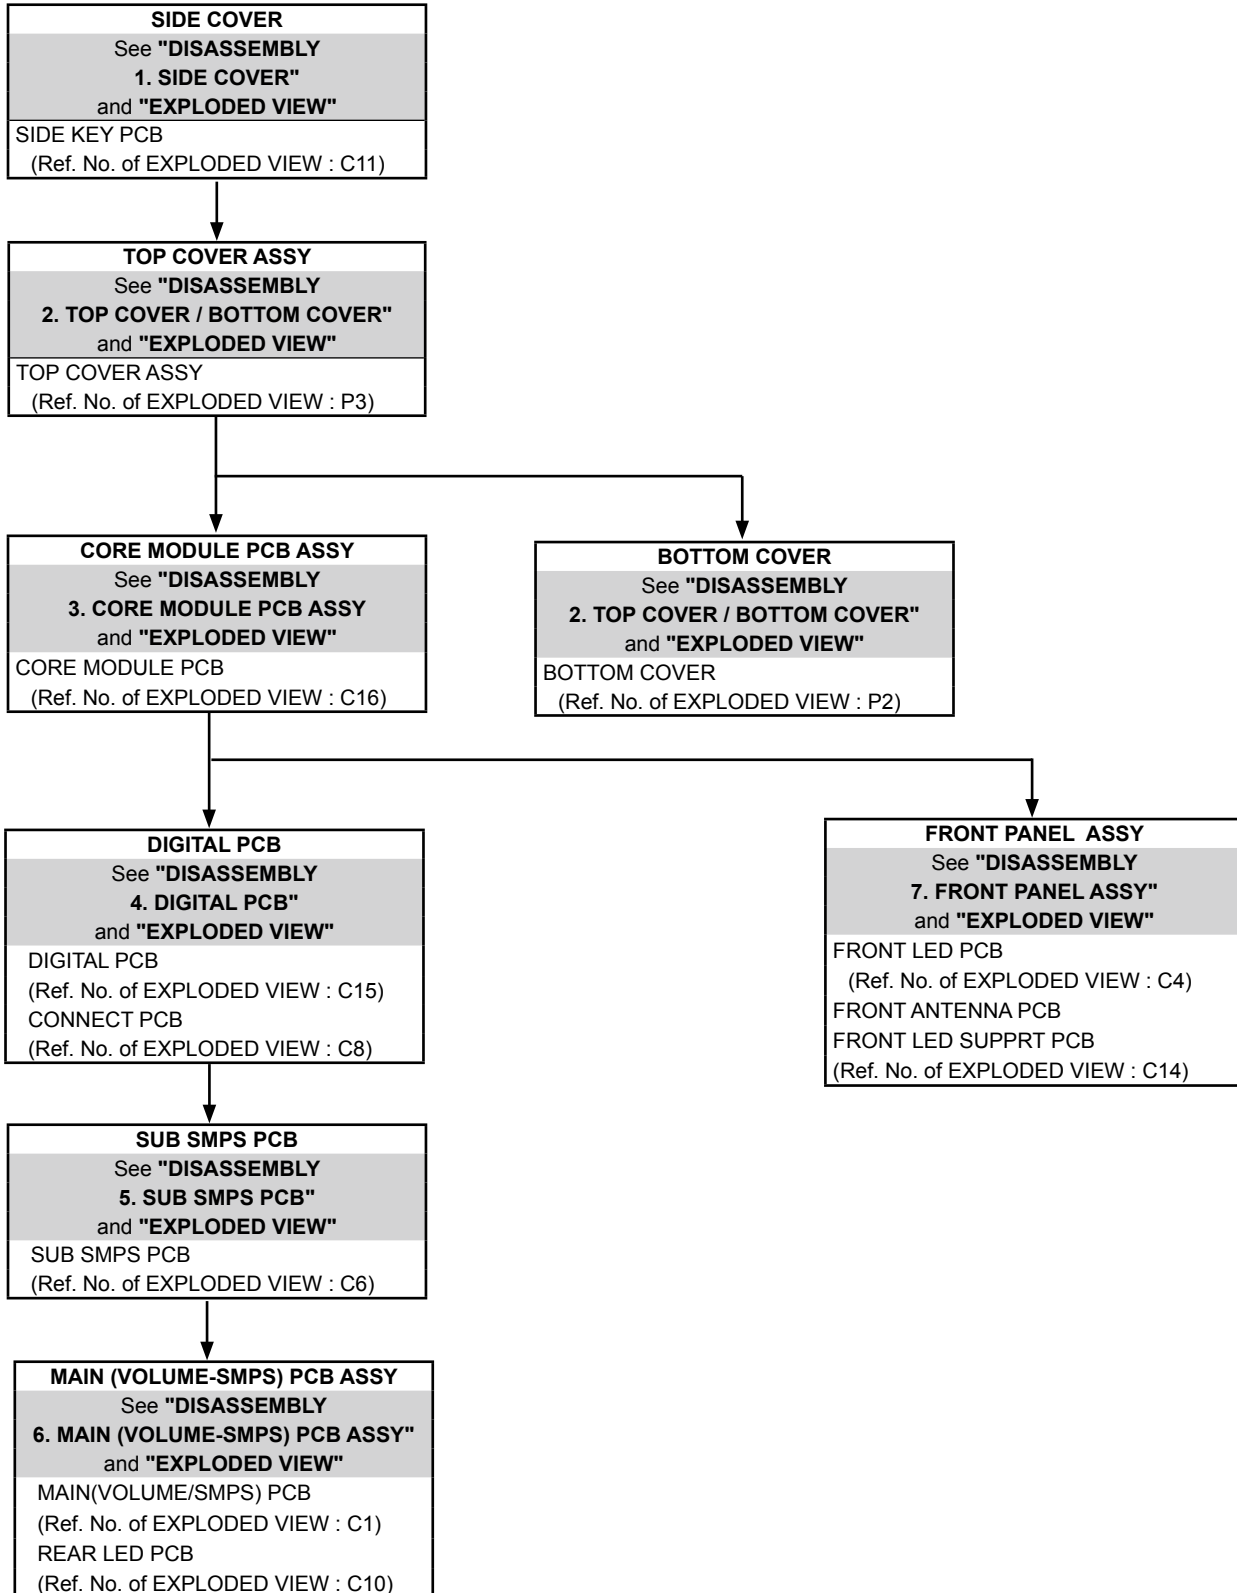 SIDE COVER
See "DISASSEMBLY
1. SIDE COVER"
and "EXPLODED VIEW"
SIDE KEY PCB
(Ref. No. of EXPLODED VIEW : C11)
TOP COVER ASSY
See "DISASSEMBLY
2. TOP COVER / BOTTOM COVER"
and "EXPLODED VIEW"
TOP COVER ASSY
(Ref. No. of EXPLODED VIEW : P3)
CORE MODULE PCB ASSY
See "DISASSEMBLY
3. CORE MODULE PCB ASSY
and "EXPLODED VIEW"
CORE MODULE PCB
(Ref. No. of EXPLODED VIEW : C16)
BOTTOM COVER
See "DISASSEMBLY
2. TOP COVER / BOTTOM COVER"
and "EXPLODED VIEW"
BOTTOM COVER
(Ref. No. of EXPLODED VIEW : P2)
DIGITAL PCB
See "DISASSEMBLY
4. DIGITAL PCB"
and "EXPLODED VIEW"
DIGITAL PCB
(Ref. No. of EXPLODED VIEW : C15)
CONNECT PCB
(Ref. No. of EXPLODED VIEW : C8)
FRONT PANEL ASSY
See "DISASSEMBLY
7. FRONT PANEL ASSY"
and "EXPLODED VIEW"
FRONT LED PCB
(Ref. No. of EXPLODED VIEW : C4)
FRONT ANTENNA PCB
FRONT LED SUPPRT PCB
(Ref. No. of EXPLODED VIEW : C14)
SUB SMPS PCB
See "DISASSEMBLY
5. SUB SMPS PCB"
and "EXPLODED VIEW"
SUB SMPS PCB
(Ref. No. of EXPLODED VIEW : C6)
MAIN (VOLUME-SMPS) PCB ASSY
See "DISASSEMBLY
6. MAIN (VOLUME-SMPS) PCB ASSY"
and "EXPLODED VIEW"
MAIN(VOLUME/SMPS) PCB
(Ref. No. of EXPLODED VIEW : C1)
REAR LED PCB
(Ref. No. of EXPLODED VIEW : C10)